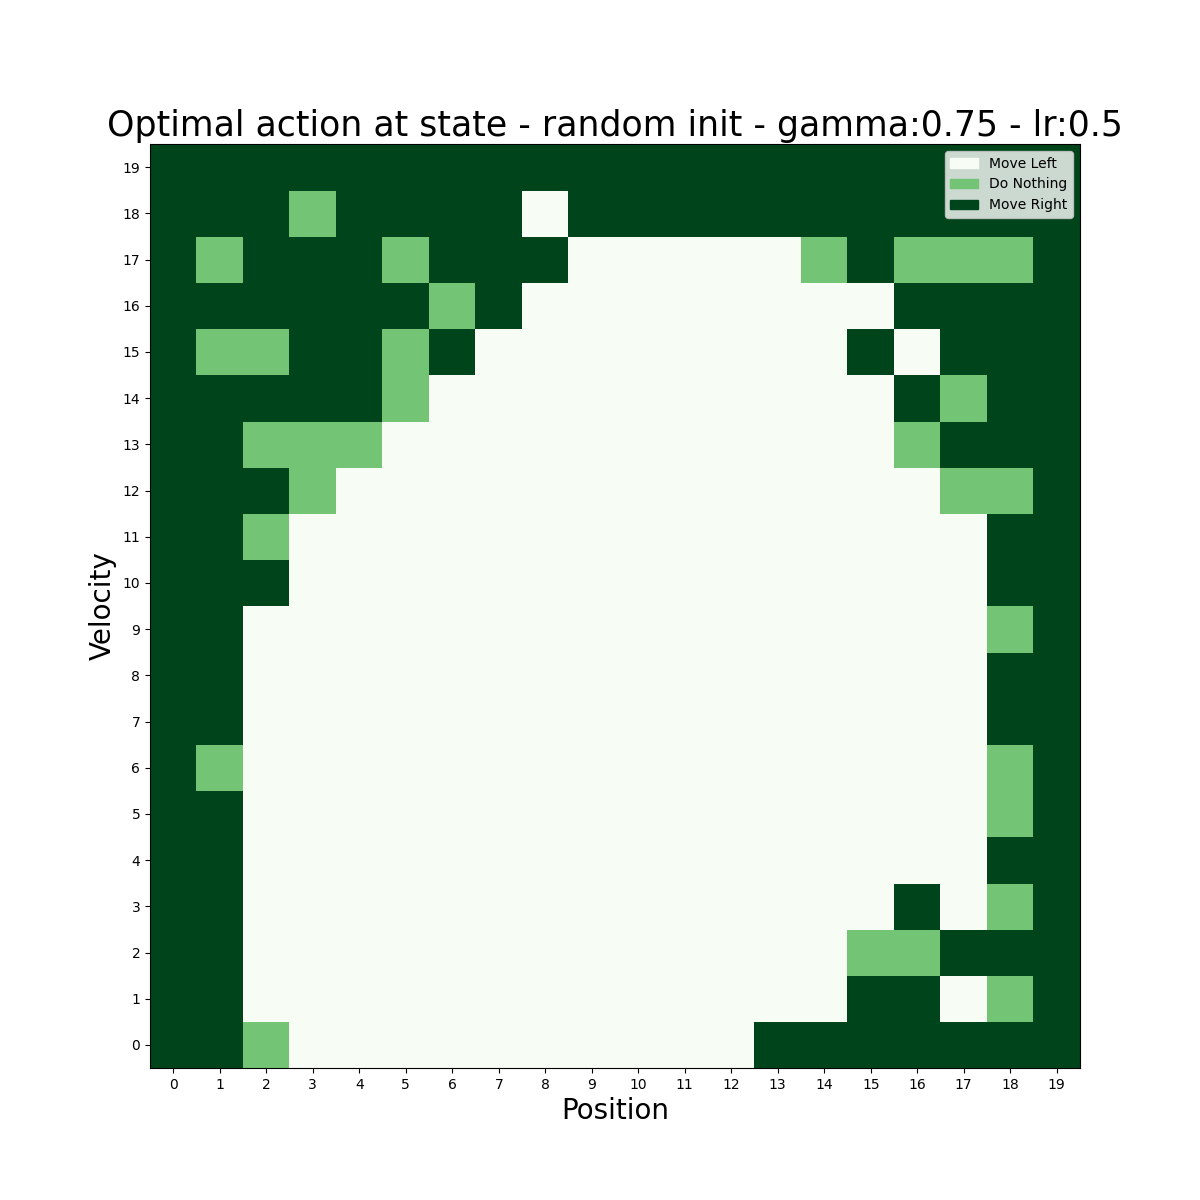 Optimal action at state - random init - gamma:0.75 - lr:0.5
Move Left
Do Nothing
Move Right
19
18
17
16
15
14
13
12
11
10
9
8
7
6
5
4
3
2
1
0
Velocity
0 1 2 3 4 5 6 7 8 9 10 11 12 13 14 15 16 17 18 19
Position